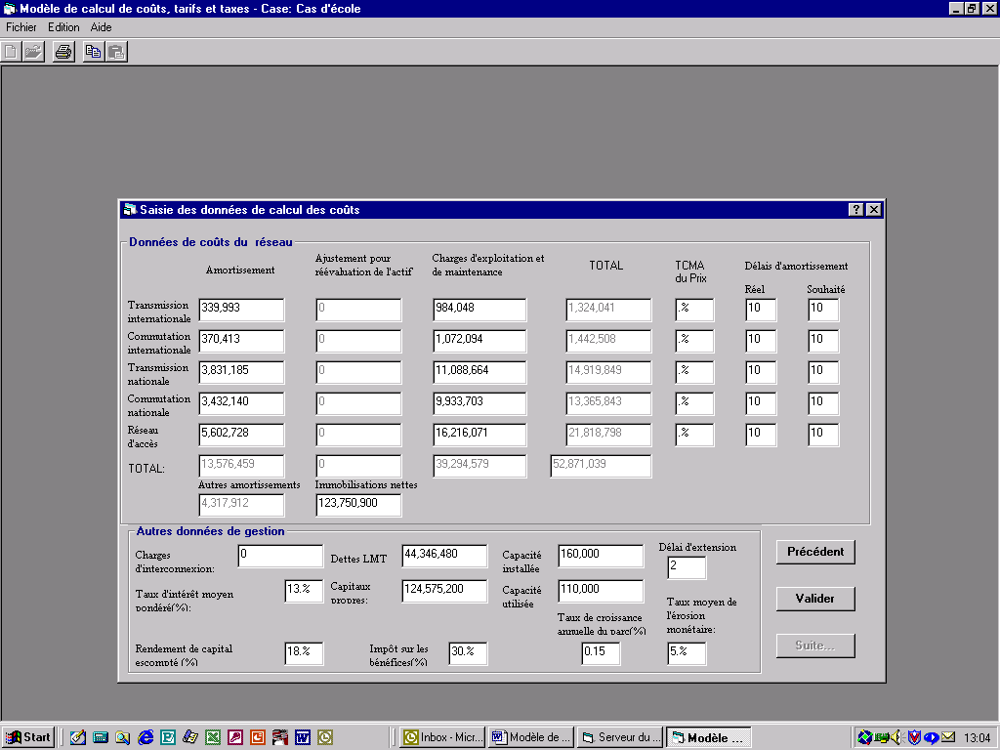 Modèle de calcul de coûts, tarifs et taxes - Case: Cas d'école
Fichier Edition Aide
Saisie des données de calcul des coûts
Données de coûts du réseau
Amortissement Ajustement pour réévaluation de l'actif Charges d'exploitation et de maintenance TOTAL TCMA du Prix Délais d'amortissement
Réel Souhaité
Transmission internationale 339,993 0 984,048 1,324,041 .% 10 10
Commutation internationale 370,413 0 1,072,094 1,442,508 .% 10 10
Transmission nationale 3,831,185 0 11,088,664 14,919,849 .% 10 10
Commutation nationale 3,432,140 0 9,933,703 13,365,843 .% 10 10
Réseau d'accès 5,602,728 0 16,216,071 21,818,798 .% 10 10
TOTAL: 13,576,459 0 39,294,579 52,871,039
Autres amortissements Immobilisations nettes
4,317,912 123,750,900
Autres données de gestion
Charges d'interconnexion: 0 Dettes LMT 44,346,480 Capacité installée 160,000 Délai d'extension 2
Taux d'intérêt moyen pondéré(%): 13.% Capitaux propres: 124,575,200 Capacité utilisée 110,000
Taux de croissance annuelle du parc(%) Taux moyen de l'érosion monétaire:
Rendement de capital escompté (%) 18.% Impôt sur les bénéfices(%) 30.% 0.15 5.%
Précédent
Valider
Suite...
Start Inbox - Micr... Modèle de ... Serveur du ... Modèle ... 13:04